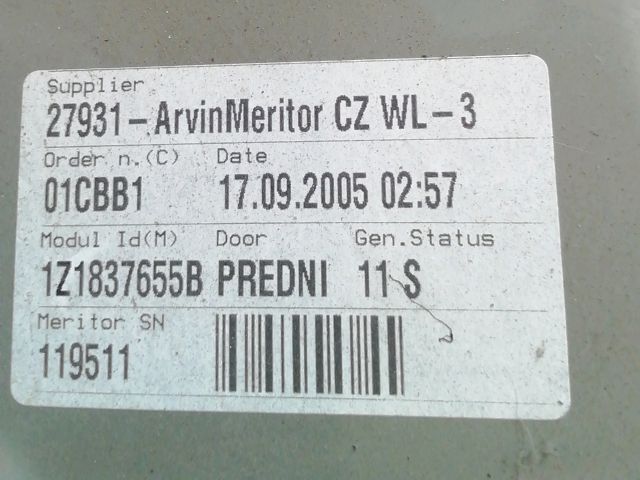 Supplier
27931-ArvinMeritor CZ WL-3
Order n.(C) Date
01CBB1 17.09.2005 02:57
Modul Id(M) Door Gen.Status
1Z1837655B PREDNI 11 S
Meritor SN
119511